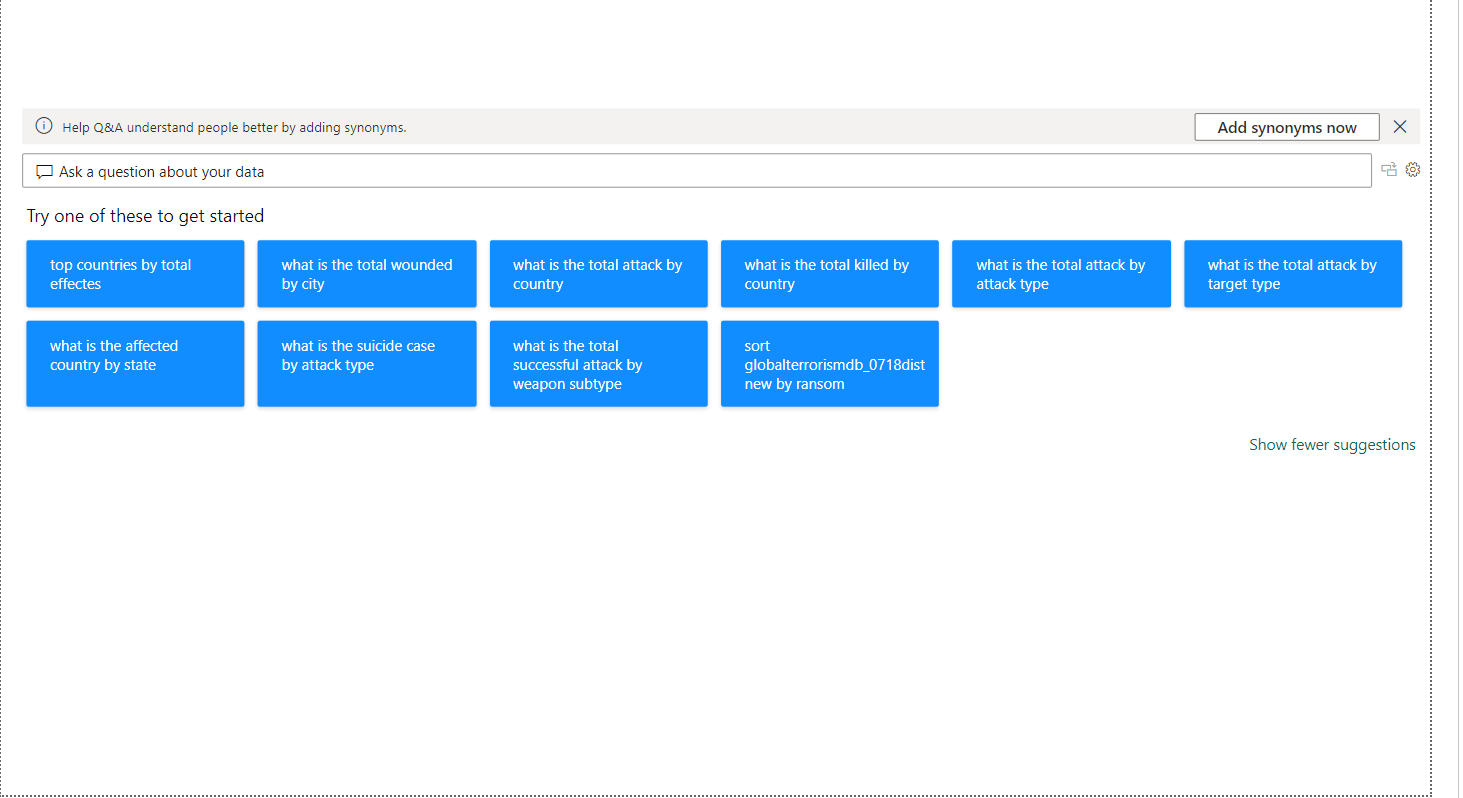 Help Q&A understand people better by adding synonyms.
Add synonyms now
Ask a question about your data
Try one of these to get started
top countries by total
effectes
what is the total wounded
by city
what is the total attack by
country
what is the total killed by
country
what is the total attack by
attack type
what is the total attack by
target type
what is the affected
country by state
what is the suicide case
by attack type
what is the total
successful attack by
weapon subtype
sort
globalterrorismdb_0718dist
new by ransom
Show fewer suggestions